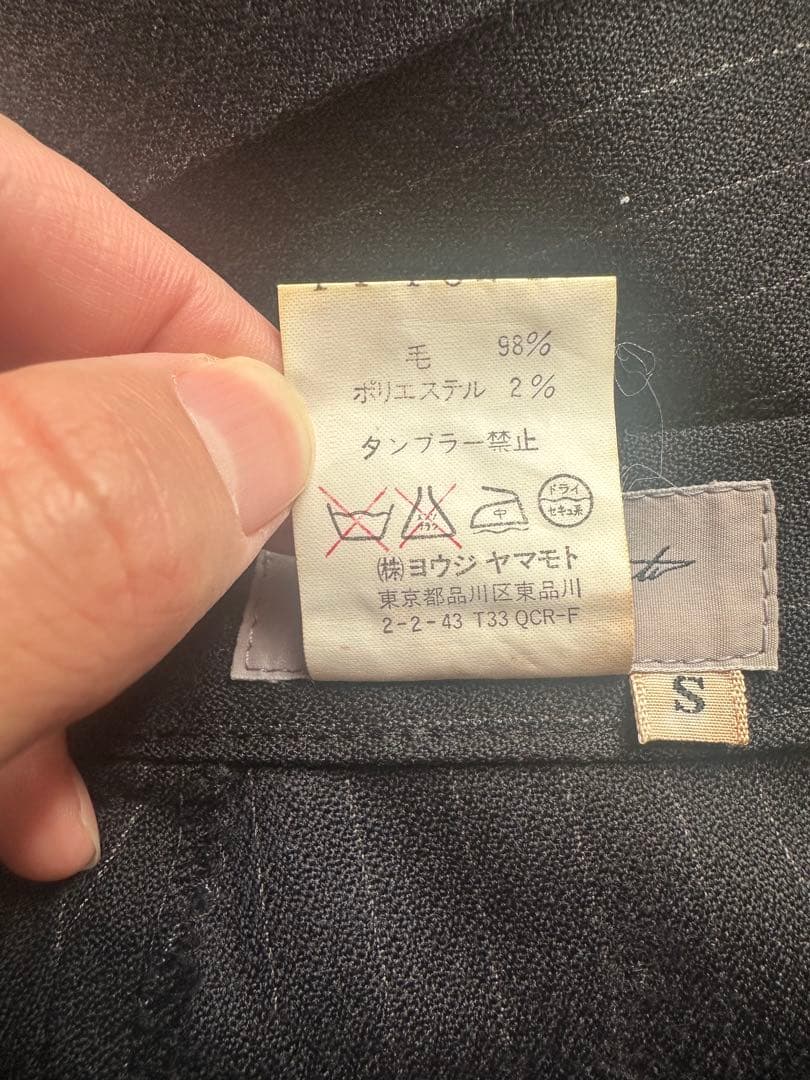 毛 98%
ポリエステル 2%
タンブラー禁止
中
ドライ
セキュ系
(株)ヨウジ ヤマモト
東京都品川区東品川
2-2-43 T33 QCR-F
S